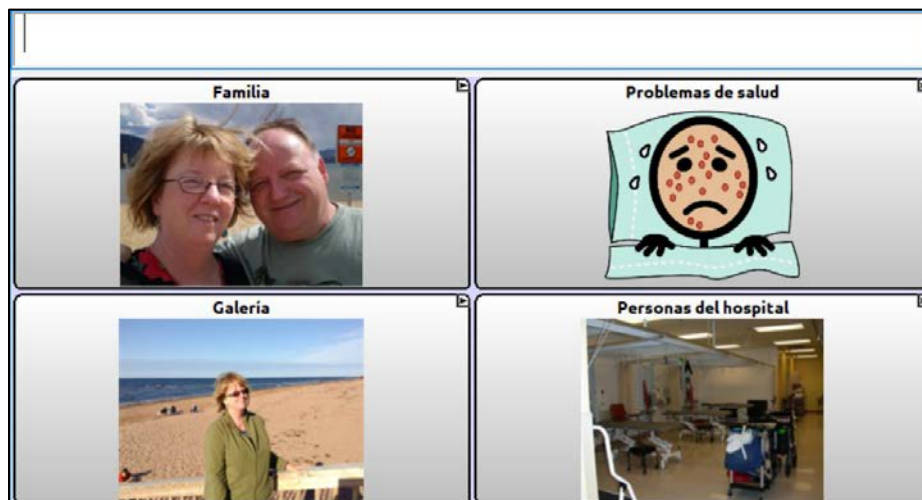 Familia
Problemas de salud
Galería
Personas del hospital